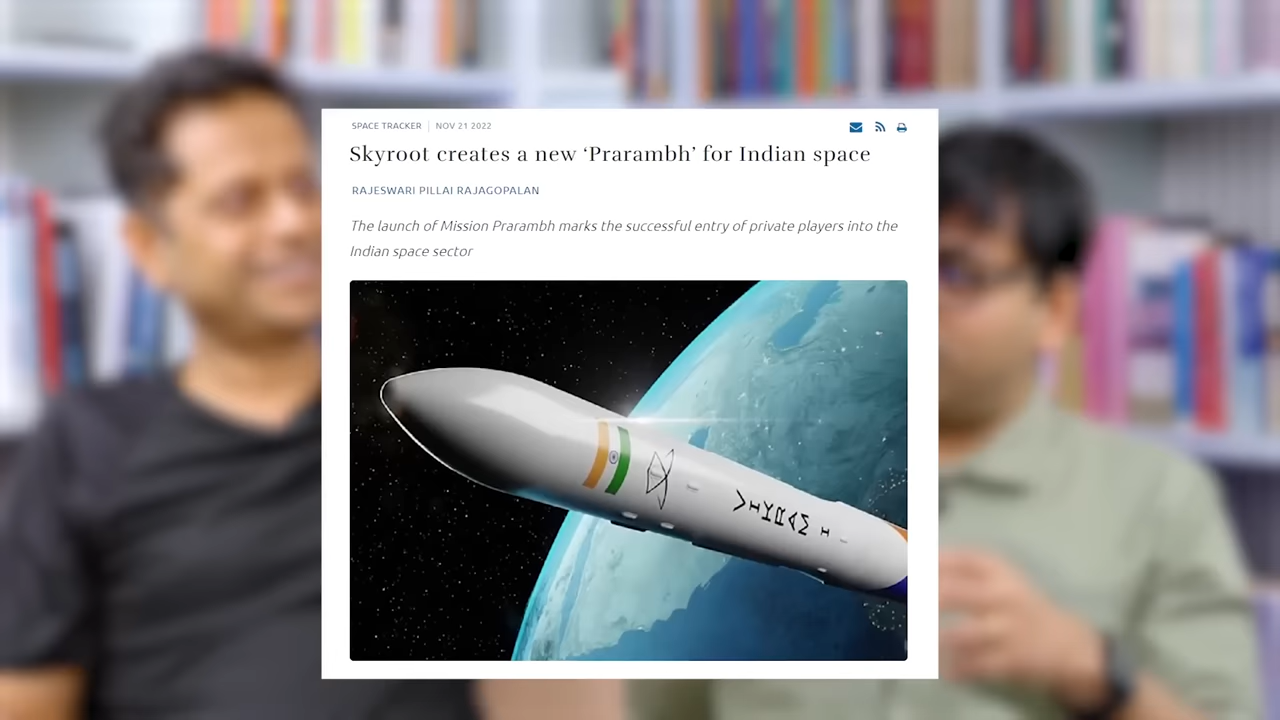 SPACE TRACKER | NOV 21 2022
Skyroot creates a new ‘Prarambh’ for Indian space
RAJESWARI PILLAI RAJAGOPALAN
The launch of Mission Prarambh marks the successful entry of private players into the
Indian space sector
VIKRAM I